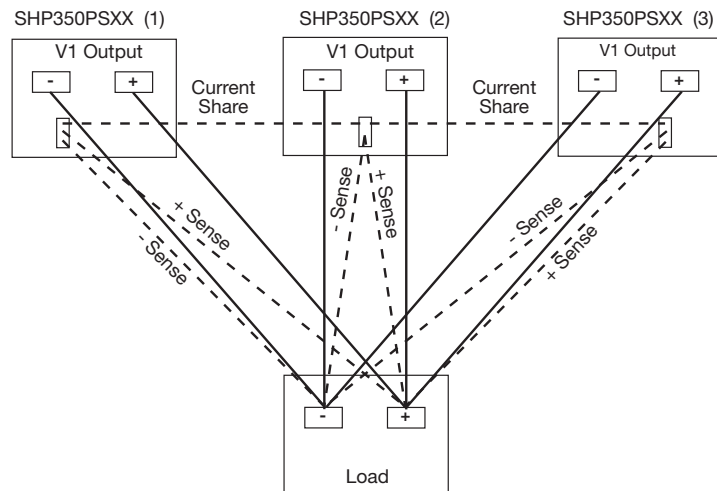 SHP350PSXX (1)
SHP350PSXX (2)
SHP350PSXX (3)
V1 Output
V1 Output
V1 Output
- +
- +
- +
Current
Share
Current
Share
+ Sense
- Sense
- Sense
+ Sense
- Sense
+ Sense
- +
Load